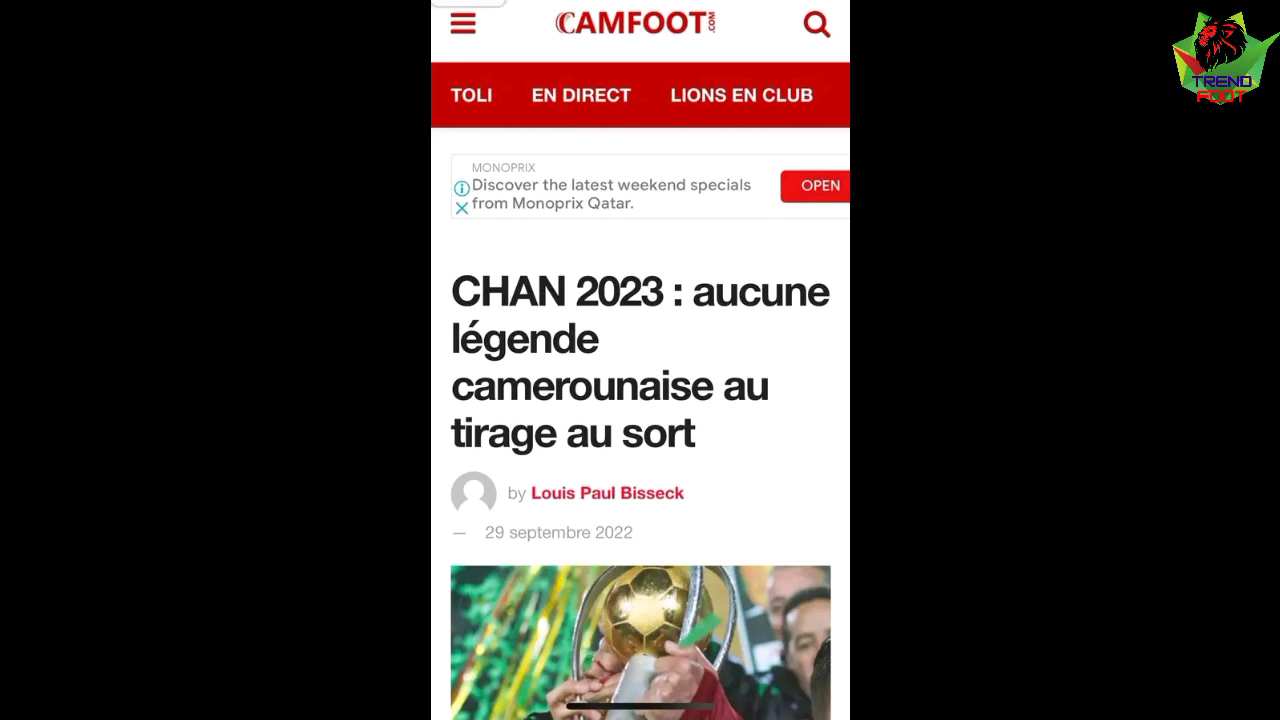 CAMFOOT.COM
TREND
FOOT
TOLI EN DIRECT LIONS EN CLUB
MONOPRIX
Discover the latest weekend specials
from Monoprix Qatar.
OPEN
CHAN 2023 : aucune
légende
camerounaise au
tirage au sort
by Louis Paul Bisseck
— 29 septembre 2022